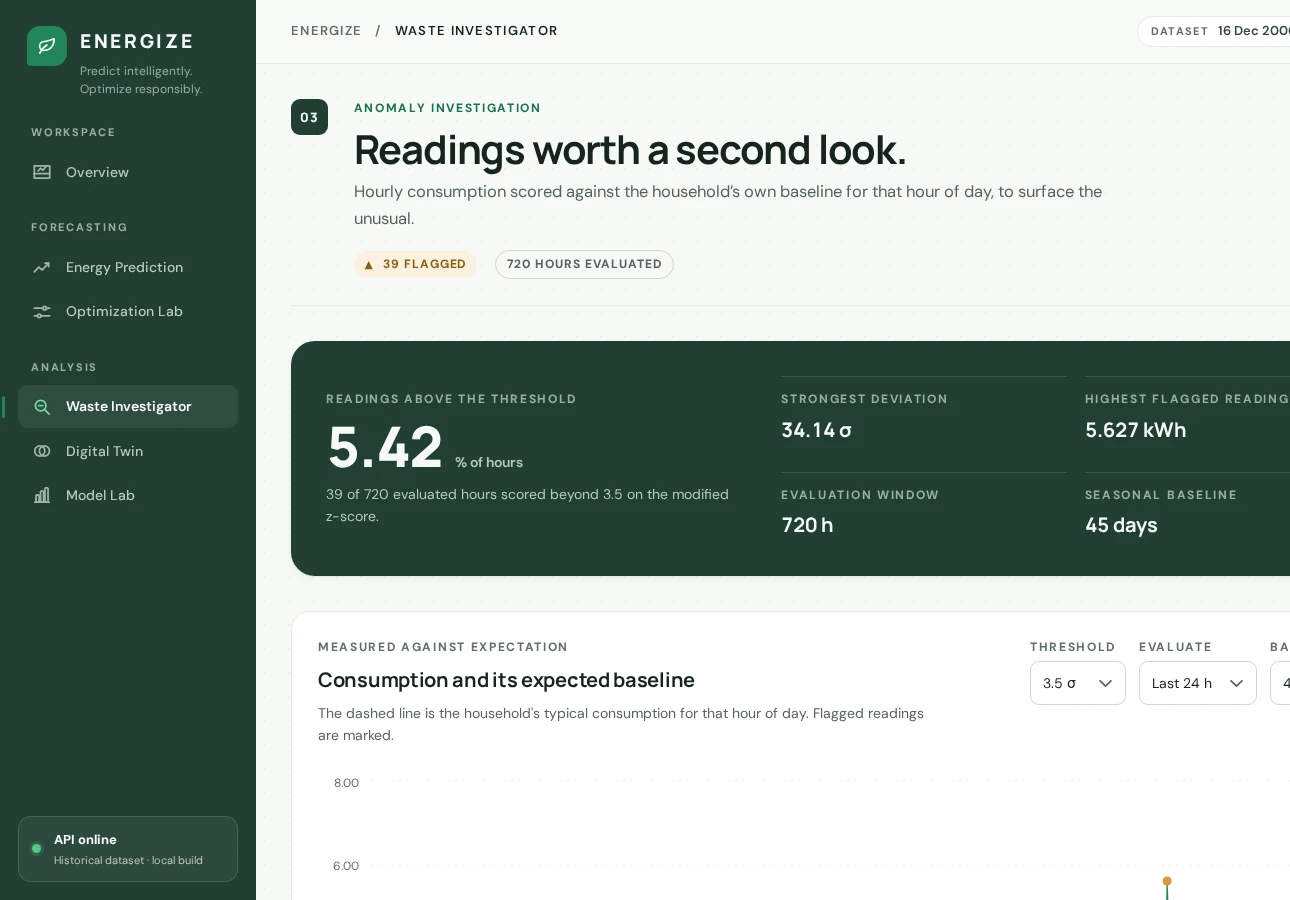 ENERGIZE
Predict intelligently.
Optimize responsibly.
WORKSPACE
Overview
FORECASTING
Energy Prediction
Optimization Lab
ANALYSIS
Waste Investigator
Digital Twin
Model Lab
API online
Historical dataset · local build
ENERGIZE / WASTE INVESTIGATOR
DATASET 16 Dec 200
03
ANOMALY INVESTIGATION
Readings worth a second look.
Hourly consumption scored against the household’s own baseline for that hour of day, to surface the
unusual.
▲ 39 FLAGGED
720 HOURS EVALUATED
READINGS ABOVE THE THRESHOLD
5.42 % of hours
39 of 720 evaluated hours scored beyond 3.5 on the modified
z-score.
STRONGEST DEVIATION
34.14 σ
HIGHEST FLAGGED READING
5.627 kWh
EVALUATION WINDOW
720 h
SEASONAL BASELINE
45 days
MEASURED AGAINST EXPECTATION
Consumption and its expected baseline
The dashed line is the household's typical consumption for that hour of day. Flagged readings
are marked.
THRESHOLD
3.5 σ
EVALUATE
Last 24 h
BA
4
8.00
6.00